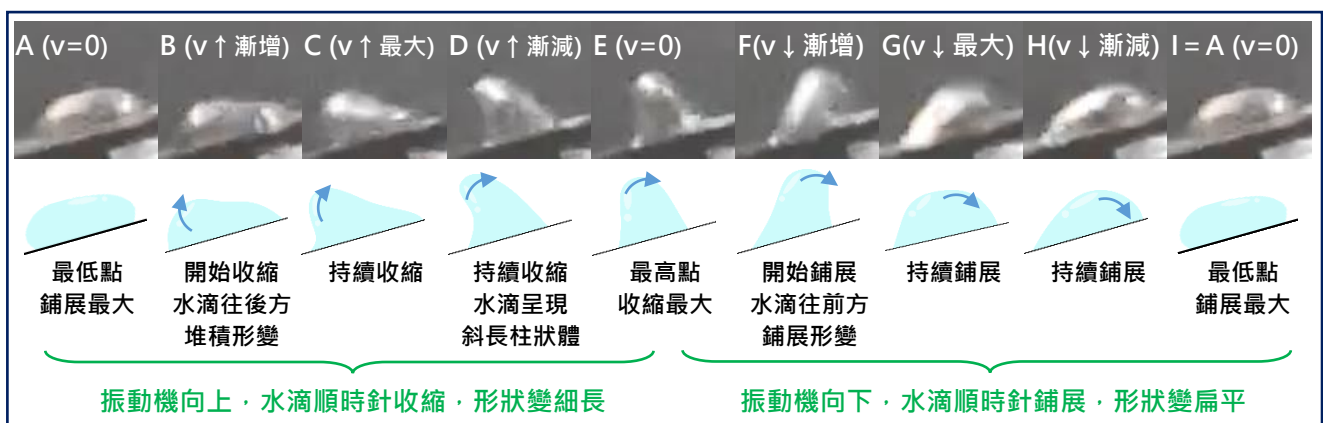 A (v=0) B (v ↑ 漸增) C (v ↑ 最大) D (v ↑ 漸減) E (v=0) F(v ↓ 漸增) G(v ↓ 最大) H(v ↓ 漸減) I = A (v=0)
最低點 開始收縮 持續收縮 持續收縮 最高點 開始鋪展 持續鋪展 持續鋪展 最低點
鋪展最大 水滴往後方 水滴呈現 收縮最大 水滴往前方 鋪展最大
堆積形變 斜長柱狀體 鋪展形變
振動機向上，水滴順時針收縮，形狀變細長 振動機向下，水滴順時針鋪展，形狀變扁平